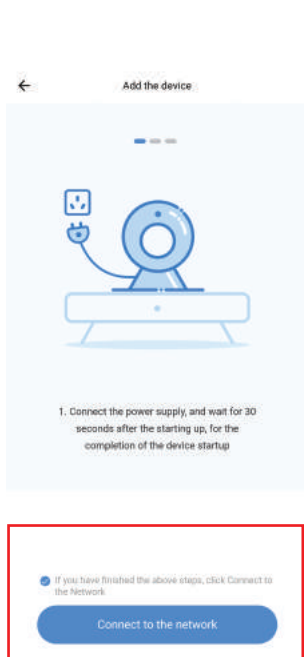 Add the device
1. Connect the power supply, and wait for 30
seconds after the starting up, for the
completion of the device startup
If you have finished the above steps, click Connect to
the Network
Connect to the network